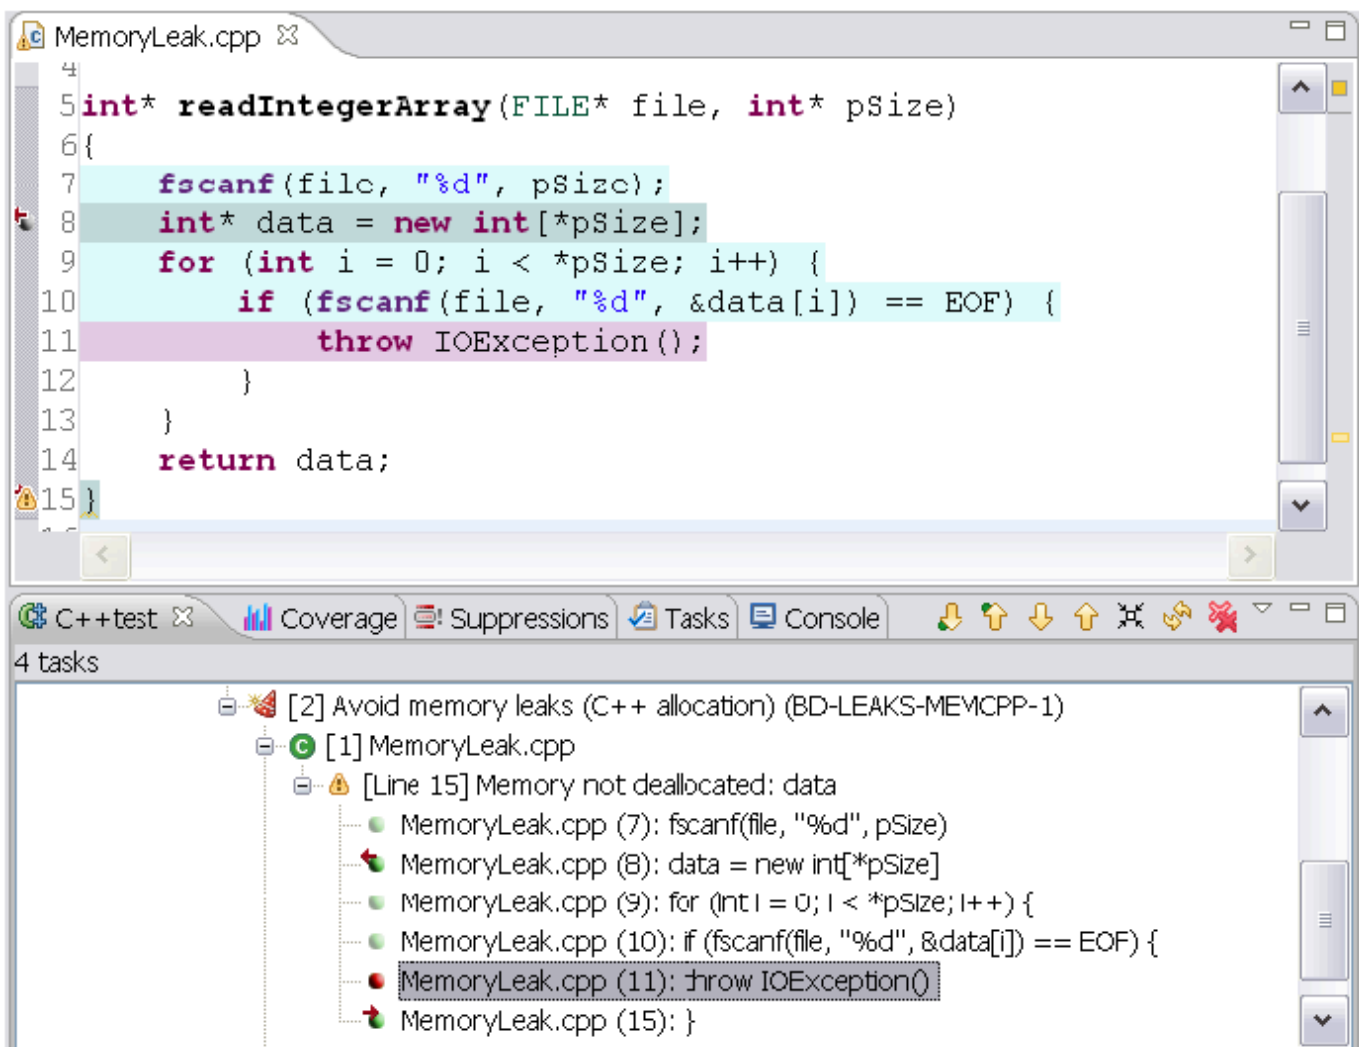 MemoryLeak.cpp
4
5 int* readIntegerArray(FILE* file, int* pSize)
6 {
7 fscanf(file, "%d", pSize);
8 int* data = new int[*pSize];
9 for (int i = 0; i < *pSize; i++) {
10 if (fscanf(file, "%d", &data[i]) == EOF) {
11 throw IOException();
12 }
13 }
14 return data;
15 }
C++test Coverage Suppressions Tasks Console
4 tasks
[2] Avoid memory leaks (C++ allocation) (BD-LEAKS-MEMCPP-1)
[1] MemoryLeak.cpp
[Line 15] Memory not deallocated: data
MemoryLeak.cpp (7): fscanf(file, "%d", pSize)
MemoryLeak.cpp (8): data = new int[*pSize]
MemoryLeak.cpp (9): for (int i = 0; i < *pSize; i++) {
MemoryLeak.cpp (10): if (fscanf(file, "%d", &data[i]) == EOF) {
MemoryLeak.cpp (11): throw IOException()
MemoryLeak.cpp (15): }